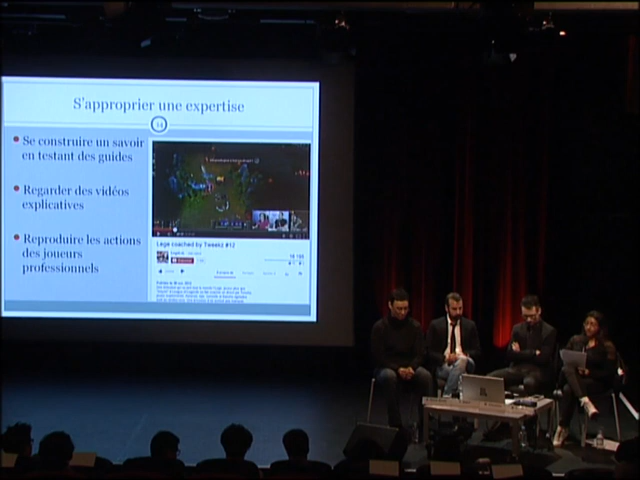 S'approprier une expertise
14
Se construire un savoir
en testant des guides
Regarder des vidéos
explicatives
Reproduire les actions
des joueurs
professionnels
Lege coached by Tweekz #12